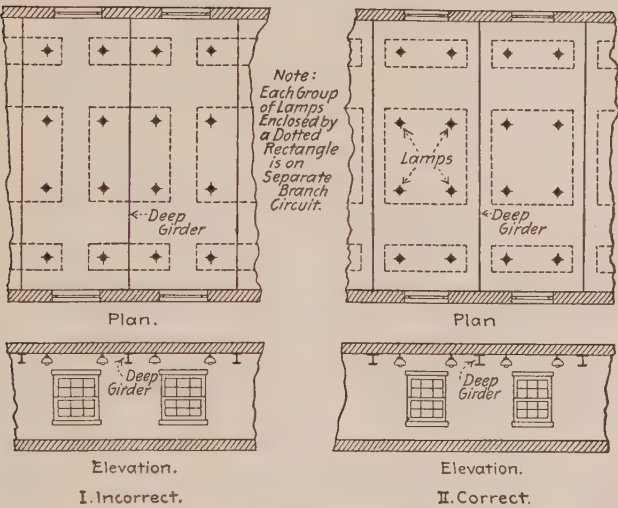 Note:
Each Group
of Lamps
Enclosed by
a Dotted
Rectangle
is on
Separate
Branch
Circuit.
Deep
Girder
Plan.
Deep
Girder
Elevation.
I. Incorrect.
Lamps
Deep
Girder
Plan
Deep
Girder
Elevation.
II. Correct.